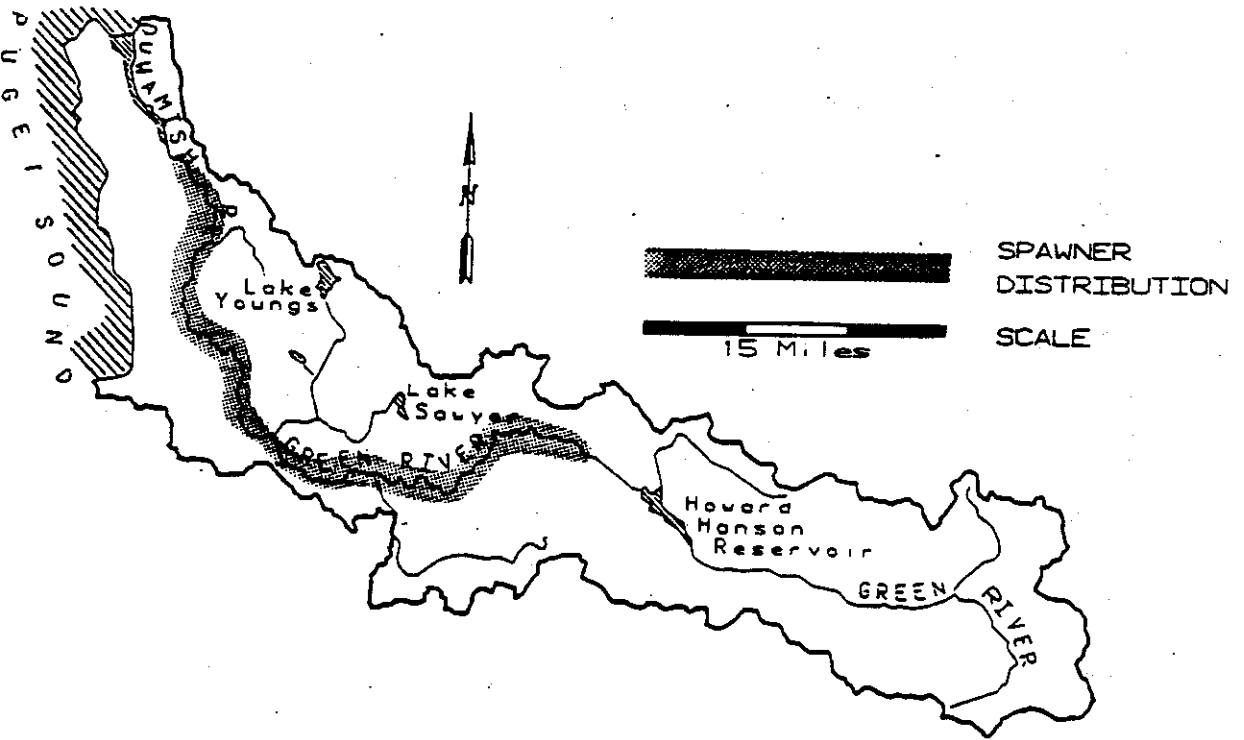 PUGET SOUND
DUWAMISH R
N
Lake
Youngs
Lake
Sawyer
GREEN RIVER
Howard
Hanson
Reservoir
GREEN RIVER
SPAWNER
DISTRIBUTION
SCALE
15 Miles